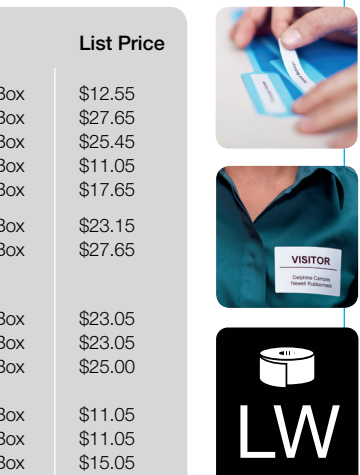 List Price
Box $12.55
Box $27.65
Box $25.45
Box $11.05
Box $17.65
Box $23.15
Box $27.65
Box $23.05
Box $23.05
Box $25.00
Box $11.05
Box $11.05
Box $15.05
VISITOR
Delphine Campes
Newell Rubbermaid
LW